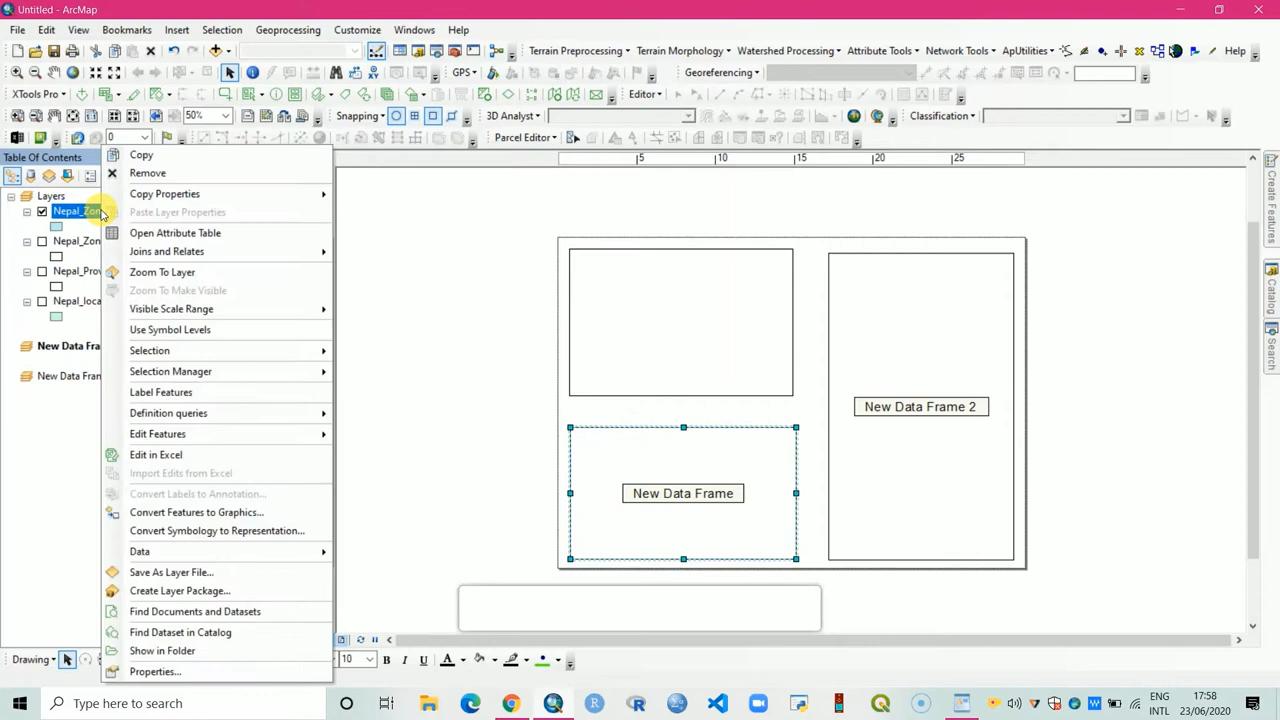 Untitled - ArcMap
File Edit View Bookmarks Insert Selection Geoprocessing Customize Windows Help
Terrain Preprocessing Terrain Morphology Watershed Processing Attribute Tools Network Tools ApUtilities Help
GPS Georeferencing
XTools Pro Editor
50% Snapping 3D Analyst Classification
0 Parcel Editor
Table Of Contents
5 10 15 20 25
Layers
Nepal_Zon
Nepal_Zon
Nepal_Prov
Nepal_loca
New Data Fra
New Data Fran
Copy
Remove
Copy Properties
Paste Layer Properties
Open Attribute Table
Joins and Relates
Zoom To Layer
Zoom To Make Visible
Visible Scale Range
Use Symbol Levels
Selection
Selection Manager
Label Features
Definition queries
Edit Features
Edit in Excel
Import Edits from Excel
Convert Labels to Annotation...
Convert Features to Graphics...
Convert Symbology to Representation...
Data
Save As Layer File...
Create Layer Package...
Find Documents and Datasets
Find Dataset in Catalog
Show in Folder
Properties...
New Data Frame 2
New Data Frame
Create Features
Catalog
Search
Drawing 10 B I U A
Type here to search
ENG
INTL
17:58
23/06/2020